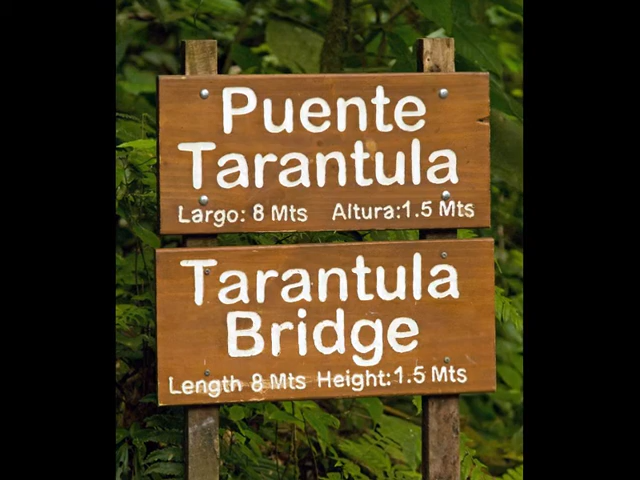 Puente
Tarantula
Largo: 8 Mts Altura:1.5 Mts
Tarantula
Bridge
Length 8 Mts Height:1.5 Mts